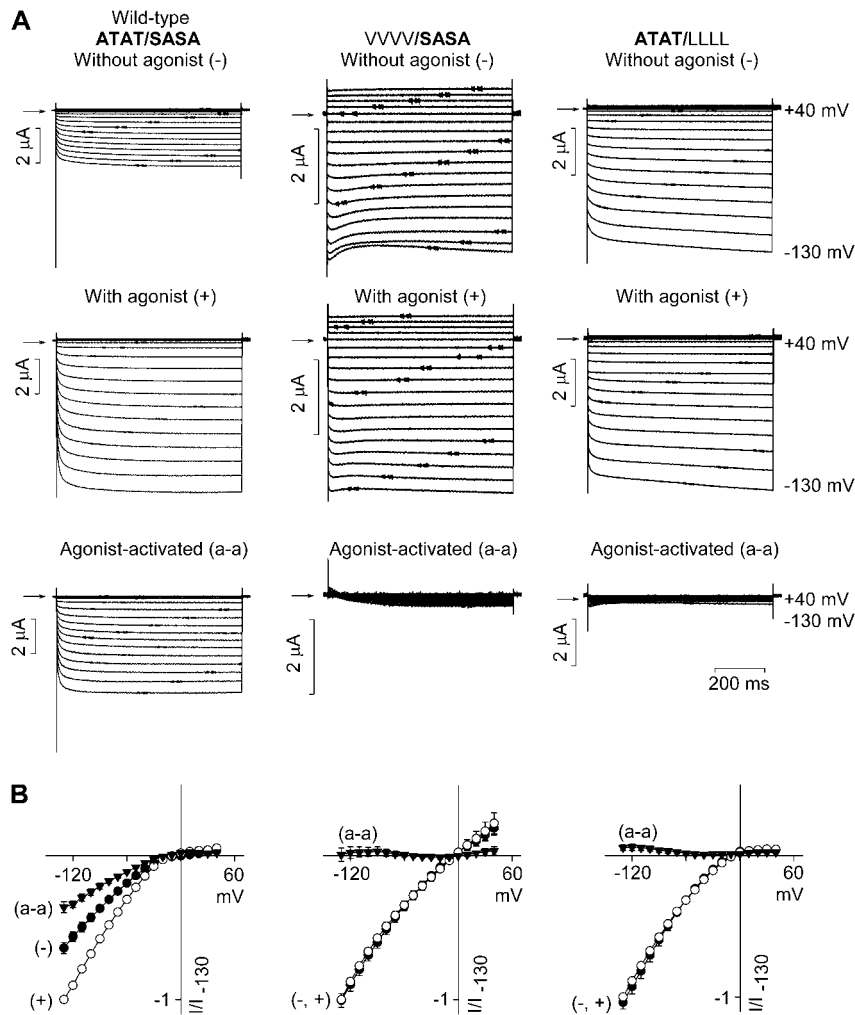 A
Wild-type
ATAT/SASA
Without agonist (-)
VVVV/SASA
Without agonist (-)
ATAT/LLLL
Without agonist (-)
2 µA
2 µA
2 µA
+40 mV
-130 mV
With agonist (+)
With agonist (+)
With agonist (+)
2 µA
2 µA
2 µA
+40 mV
-130 mV
Agonist-activated (a-a)
Agonist-activated (a-a)
Agonist-activated (a-a)
2 µA
2 µA
2 µA
+40 mV
-130 mV
200 ms
B
-120
60
mV
(a-a)
(-)
(+)
-1
I/I-130
(a-a)
-120
60
mV
(-, +)
-1
I/I-130
(a-a)
-120
60
mV
(-, +)
-1
I/I-130